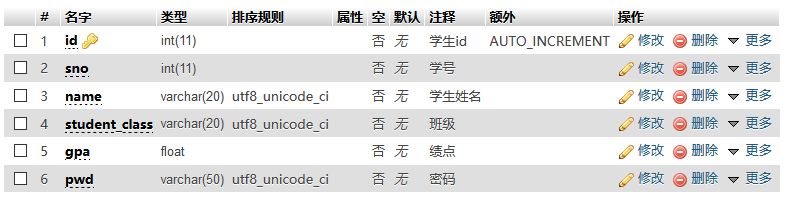 # 名字 类型 排序规则 属性 空 默认 注释 额外 操作
1 id int(11) 否 无 学生id AUTO_INCREMENT 修改 删除 更多
2 sno int(11) 否 无 学号 修改 删除 更多
3 name varchar(20) utf8_unicode_ci 否 无 学生姓名 修改 删除 更多
4 student_class varchar(20) utf8_unicode_ci 否 无 班级 修改 删除 更多
5 gpa float 否 无 绩点 修改 删除 更多
6 pwd varchar(50) utf8_unicode_ci 否 无 密码 修改 删除 更多